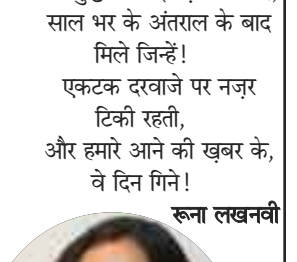 साल भर के अंतराल के बाद
मिले जिन्हें!
एकटक दरवाजे पर नज़र
टिकी रहती,
और हमारे आने की ख़बर के,
वे दिन गिने!
रूना लखनवी